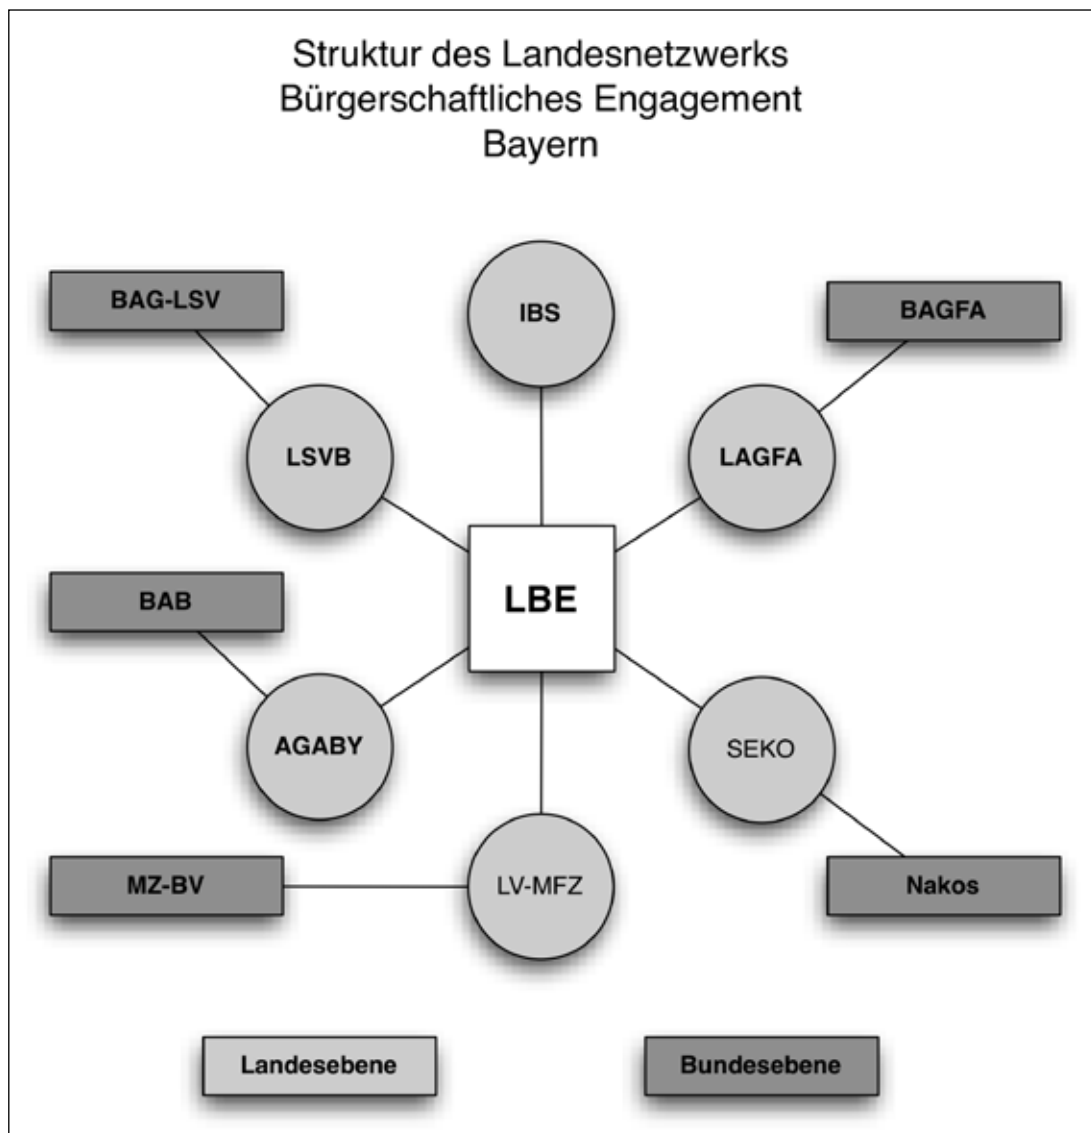 Struktur des Landesnetzwerks
Bürgerschaftliches Engagement
Bayern
BAG-LSV
IBS
BAGFA
LSVB
LAGFA
BAB
LBE
AGABY
SEKO
MZ-BV
LV-MFZ
Nakos
Landesebene
Bundesebene